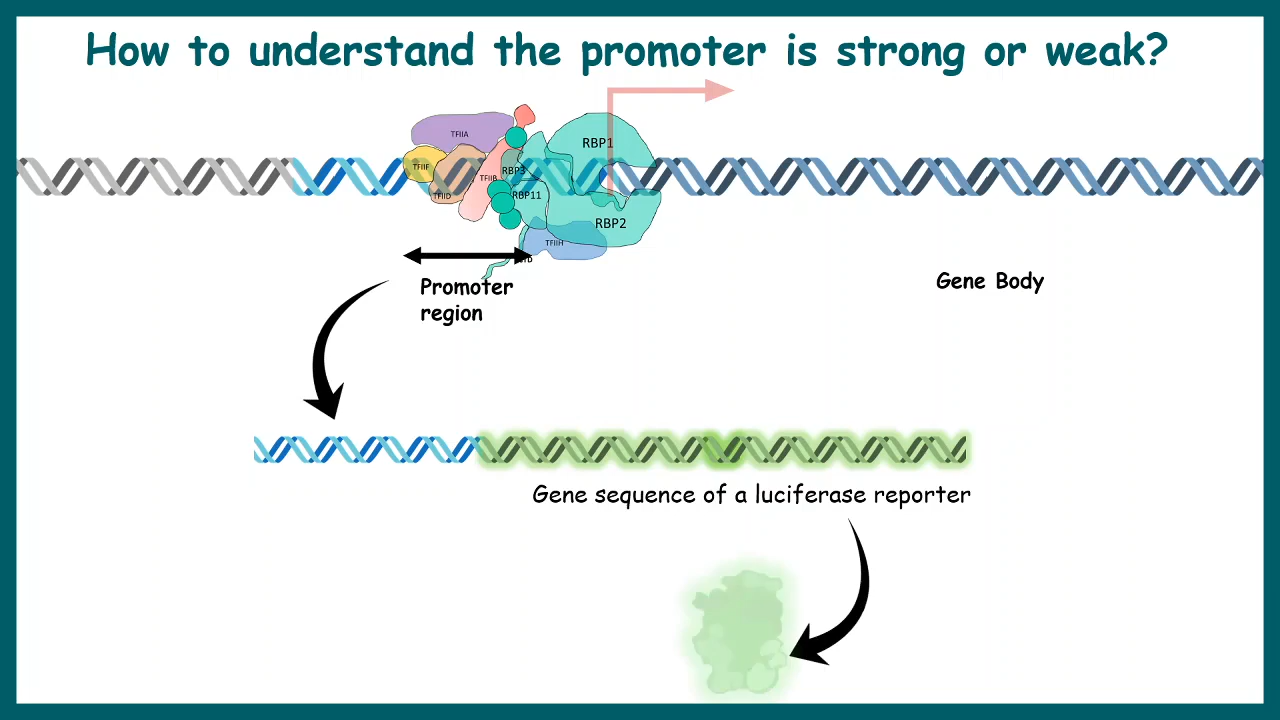 How to understand the promoter is strong or weak?
TFIIA
RBP1
TFIIF
TFIIB
RBP3
TFIID
RBP11
RBP2
TFIIH
Promoter
region
Gene Body
Gene sequence of a luciferase reporter